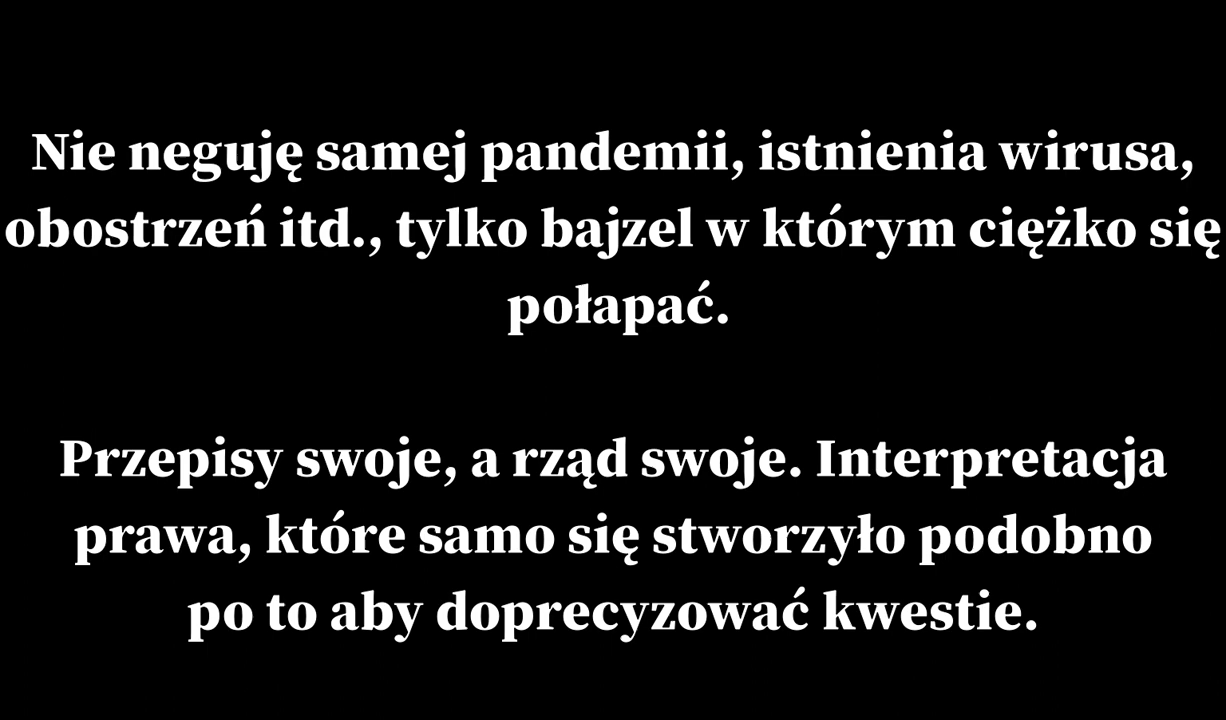 Nie neguję samej pandemii, istnienia wirusa,
obostrzeń itd., tylko bajzel w którym ciężko się
połapać.
Przepisy swoje, a rząd swoje. Interpretacja
prawa, które samo się stworzyło podobno
po to aby doprecyzować kwestie.